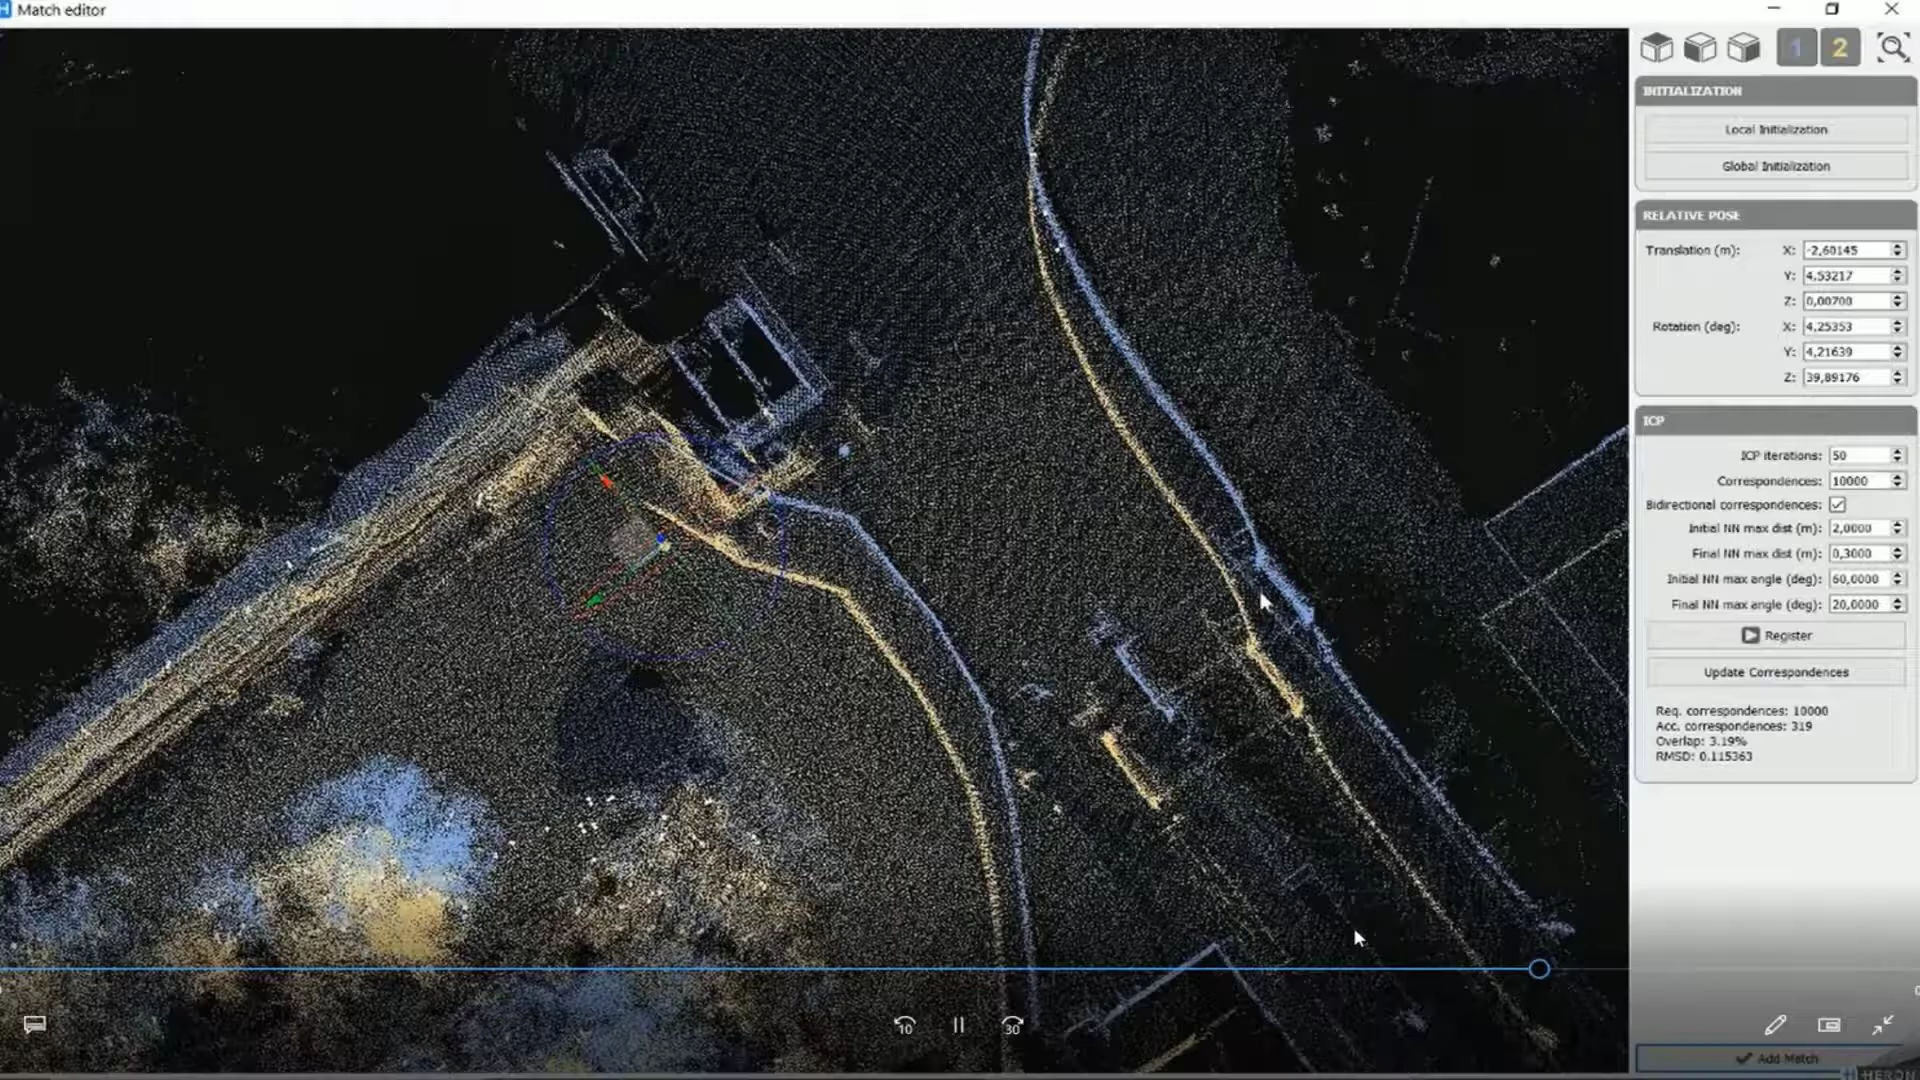 Match editor
1 2
INITIALIZATION
Local Initialization
Global Initialization
RELATIVE POSE
Translation (m): X: -2,60145
Y: 4,53217
Z: 0,00700
Rotation (deg): X: 4,25353
Y: 4,21639
Z: 39,89176
ICP
ICP iterations: 50
Correspondences: 10000
Bidirectional correspondences:
Initial NN max dist (m): 2,0000
Final NN max dist (m): 0,3000
Initial NN max angle (deg): 60,0000
Final NN max angle (deg): 20,0000
Register
Update Correspondences
Req. correspondences: 10000
Acc. correspondences: 319
Overlap: 3.19%
RMSD: 0.115363
10 30
Add Match
HERON